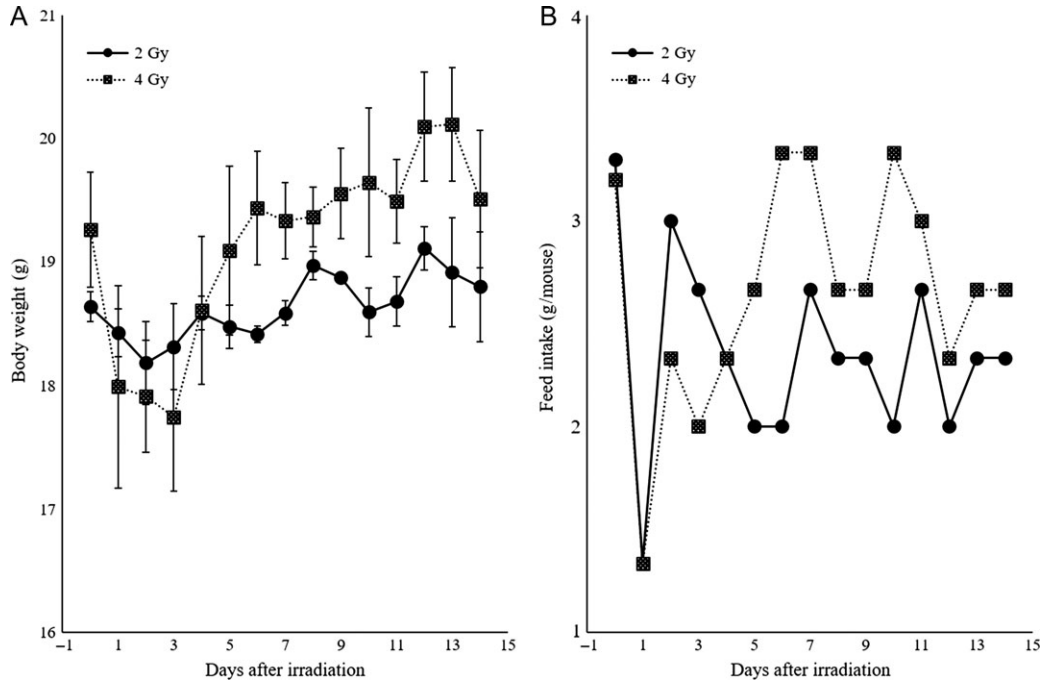 A
21
20
19
18
17
16
Body weight (g)
2 Gy
4 Gy
–1 1 3 5 7 9 11 13 15
Days after irradiation
B
4
3
2
1
Feed intake (g/mouse)
2 Gy
4 Gy
–1 1 3 5 7 9 11 13 15
Days after irradiation